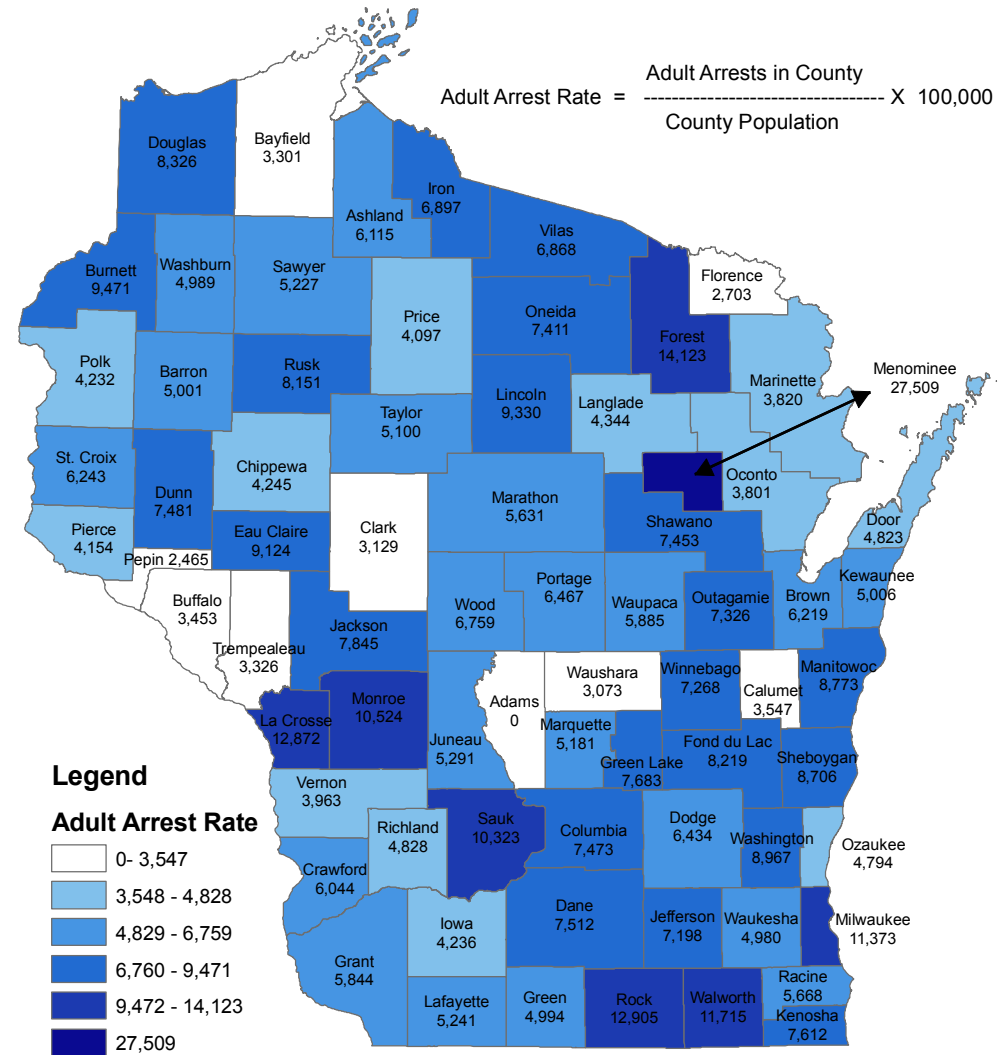 Adult Arrests in County
Adult Arrest Rate = ---------------------------------- X 100,000
County Population
Douglas
8,326
Bayfield
3,301
Iron
6,897
Ashland
6,115
Vilas
6,868
Burnett
9,471
Washburn
4,989
Sawyer
5,227
Florence
2,703
Price
4,097
Oneida
7,411
Forest
14,123
Polk
4,232
Barron
5,001
Rusk
8,151
Lincoln
9,330
Langlade
4,344
Marinette
3,820
Menominee
27,509
Taylor
5,100
St. Croix
6,243
Dunn
7,481
Chippewa
4,245
Marathon
5,631
Oconto
3,801
Clark
3,129
Shawano
7,453
Door
4,823
Pierce
4,154
Eau Claire
9,124
Pepin 2,465
Buffalo
3,453
Trempealeau
3,326
Jackson
7,845
Wood
6,759
Portage
6,467
Waupaca
5,885
Outagamie
7,326
Brown
6,219
Kewaunee
5,006
Waushara
3,073
Winnebago
7,268
Calumet
3,547
Manitowoc
8,773
Adams
0
Monroe
10,524
La Crosse
12,872
Juneau
5,291
Marquette
5,181
Green Lake
7,683
Fond du Lac
8,219
Sheboygan
8,706
Vernon
3,963
Richland
4,828
Sauk
10,323
Columbia
7,473
Dodge
6,434
Washington
8,967
Ozaukee
4,794
Crawford
6,044
Iowa
4,236
Dane
7,512
Jefferson
7,198
Waukesha
4,980
Milwaukee
11,373
Grant
5,844
Lafayette
5,241
Green
4,994
Rock
12,905
Walworth
11,715
Racine
5,668
Kenosha
7,612
Legend
Adult Arrest Rate
0- 3,547
3,548 - 4,828
4,829 - 6,759
6,760 - 9,471
9,472 - 14,123
27,509